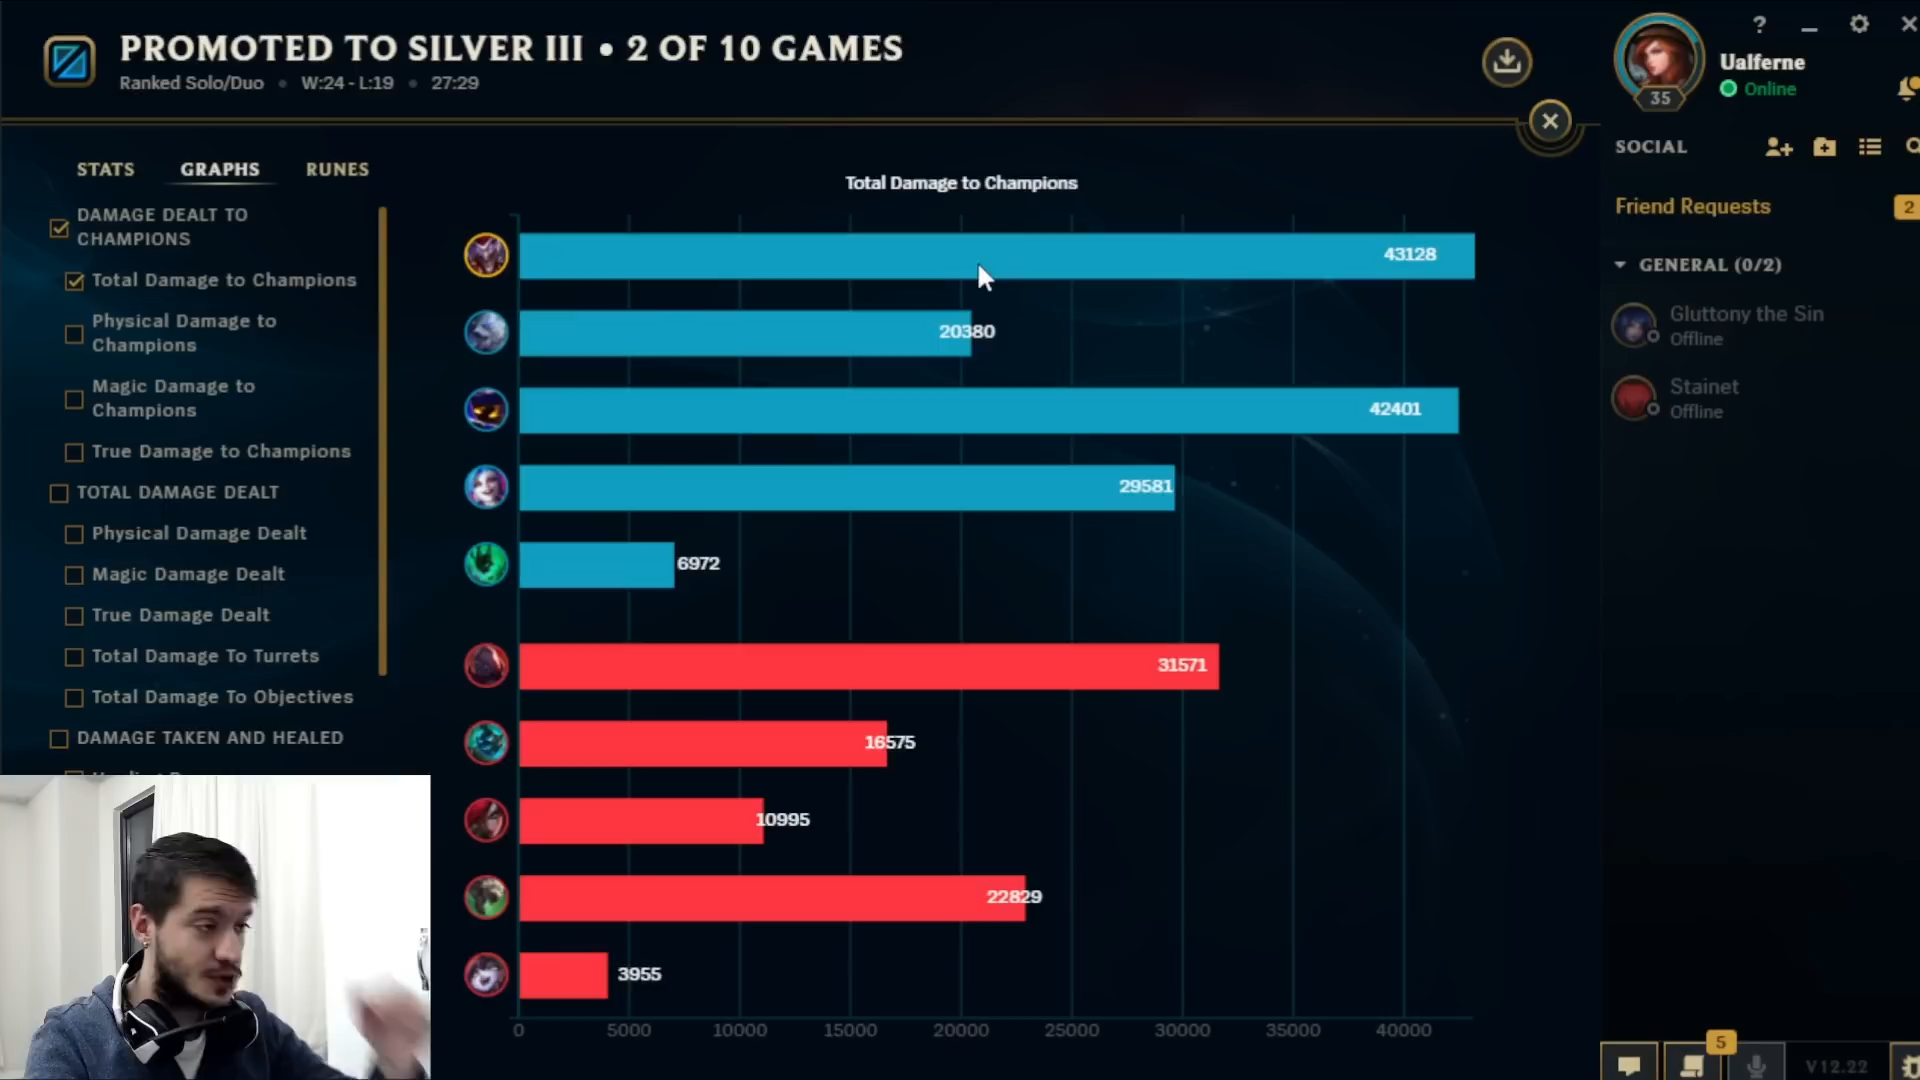 PROMOTED TO SILVER III • 2 OF 10 GAMES
Ranked Solo/Duo • W:24 - L:19 • 27:29
?
Ualferne
Online
35
STATS GRAPHS RUNES
SOCIAL
Friend Requests 2
GENERAL (0/2)
Gluttony the Sin
Offline
Stainet
Offline
DAMAGE DEALT TO
CHAMPIONS
Total Damage to Champions
Physical Damage to
Champions
Magic Damage to
Champions
True Damage to Champions
TOTAL DAMAGE DEALT
Physical Damage Dealt
Magic Damage Dealt
True Damage Dealt
Total Damage To Turrets
Total Damage To Objectives
DAMAGE TAKEN AND HEALED
Total Damage to Champions
43128
20380
42401
29581
6972
31571
16575
10995
22829
3955
0 5000 10000 15000 20000 25000 30000 35000 40000
5
V12.22